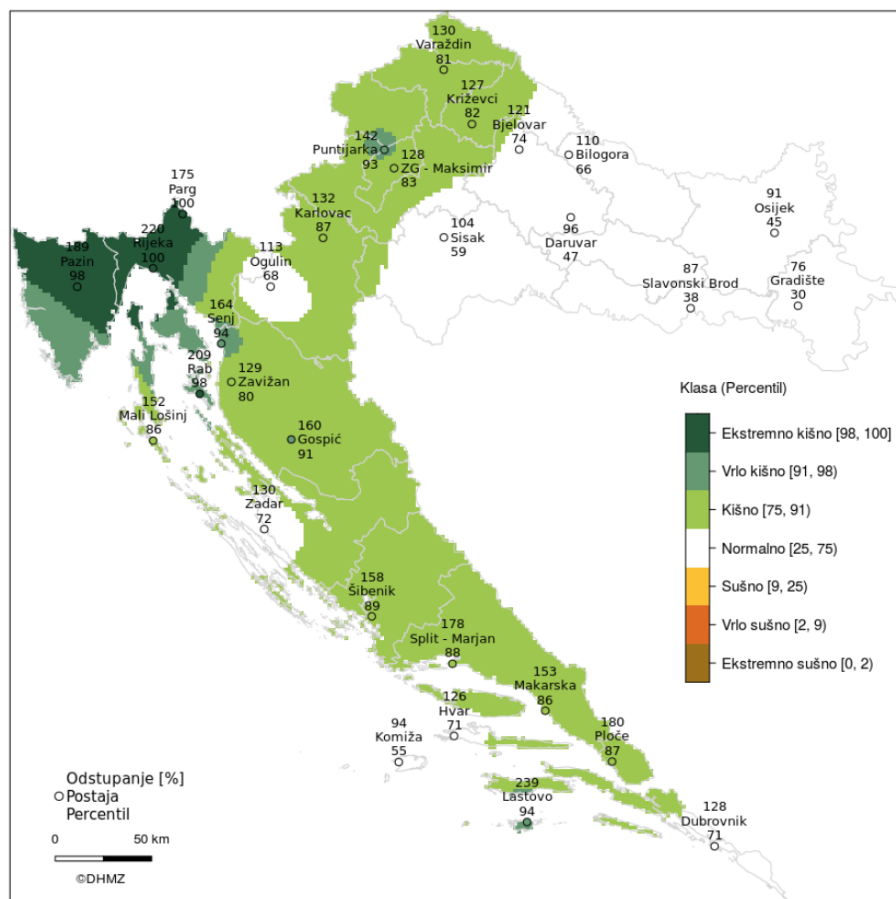 130
Varaždin
81
127
Križevci
82
121
Bjelovar
74
142
Puntijarka
93
128
ZG - Maksimir
83
110
Bilogora
66
175
Parg
100
220
Rijeka
100
189
Pazin
98
132
Karlovac
87
113
Ogulin
68
104
Sisak
59
96
Daruvar
47
91
Osijek
45
87
Slavonski Brod
38
76
Gradište
30
164
Senj
94
209
Rab
98
129
Zavižan
80
152
Mali Lošinj
86
160
Gospić
91
130
Zadar
72
158
Šibenik
89
178
Split - Marjan
88
153
Makarska
86
126
Hvar
71
94
Komiža
55
180
Ploče
87
239
Lastovo
94
128
Dubrovnik
71
Klasa (Percentil)
Ekstremno kišno [98, 100]
Vrlo kišno [91, 98)
Kišno [75, 91)
Normalno [25, 75)
Sušno [9, 25)
Vrlo sušno [2, 9)
Ekstremno sušno [0, 2)
Odstupanje [%]
Postaja
Percentil
0 50 km
©DHMZ